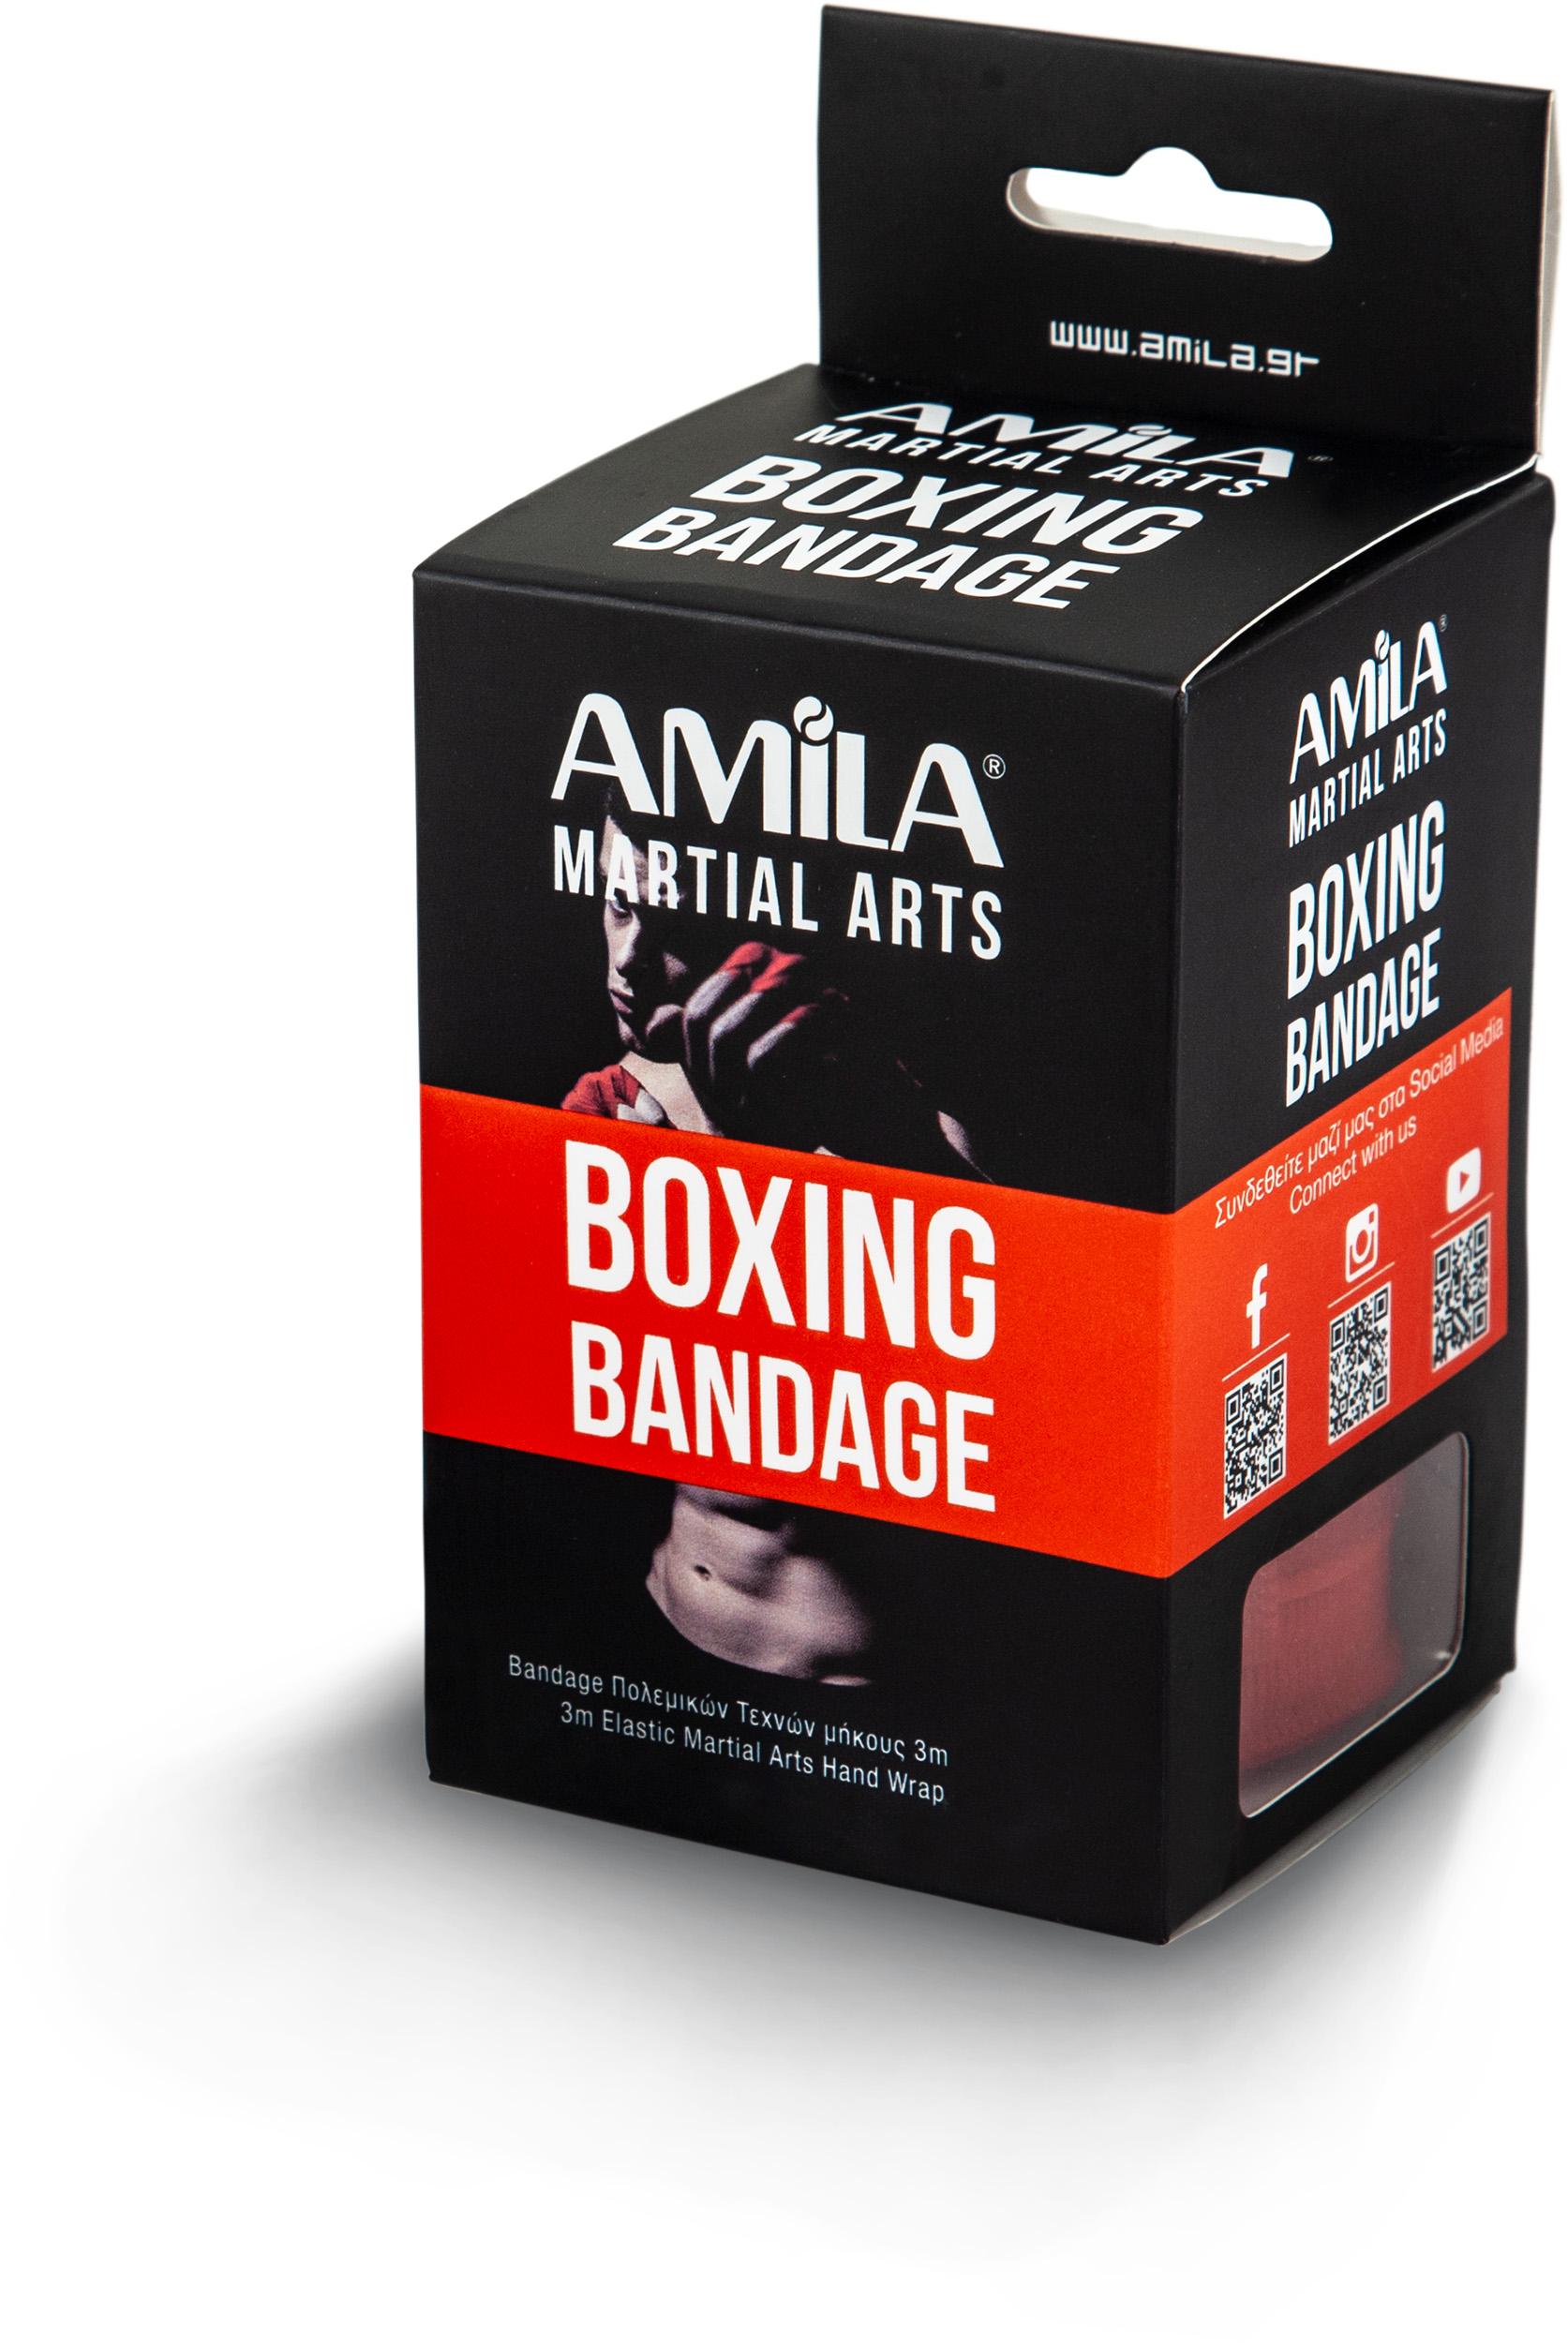 www.amila.gr
AMiLA®
MARTIAL ARTS
BOXING
BANDAGE
AMiLA®
MARTIAL ARTS
BOXING
BANDAGE
Bandage Πολεμικών Τεχνών μήκους 3m
3m Elastic Martial Arts Hand Wrap
AMiLA®
MARTIAL ARTS
BOXING
BANDAGE
Συνδεθείτε μαζί μας στα Social Media
Connect with us